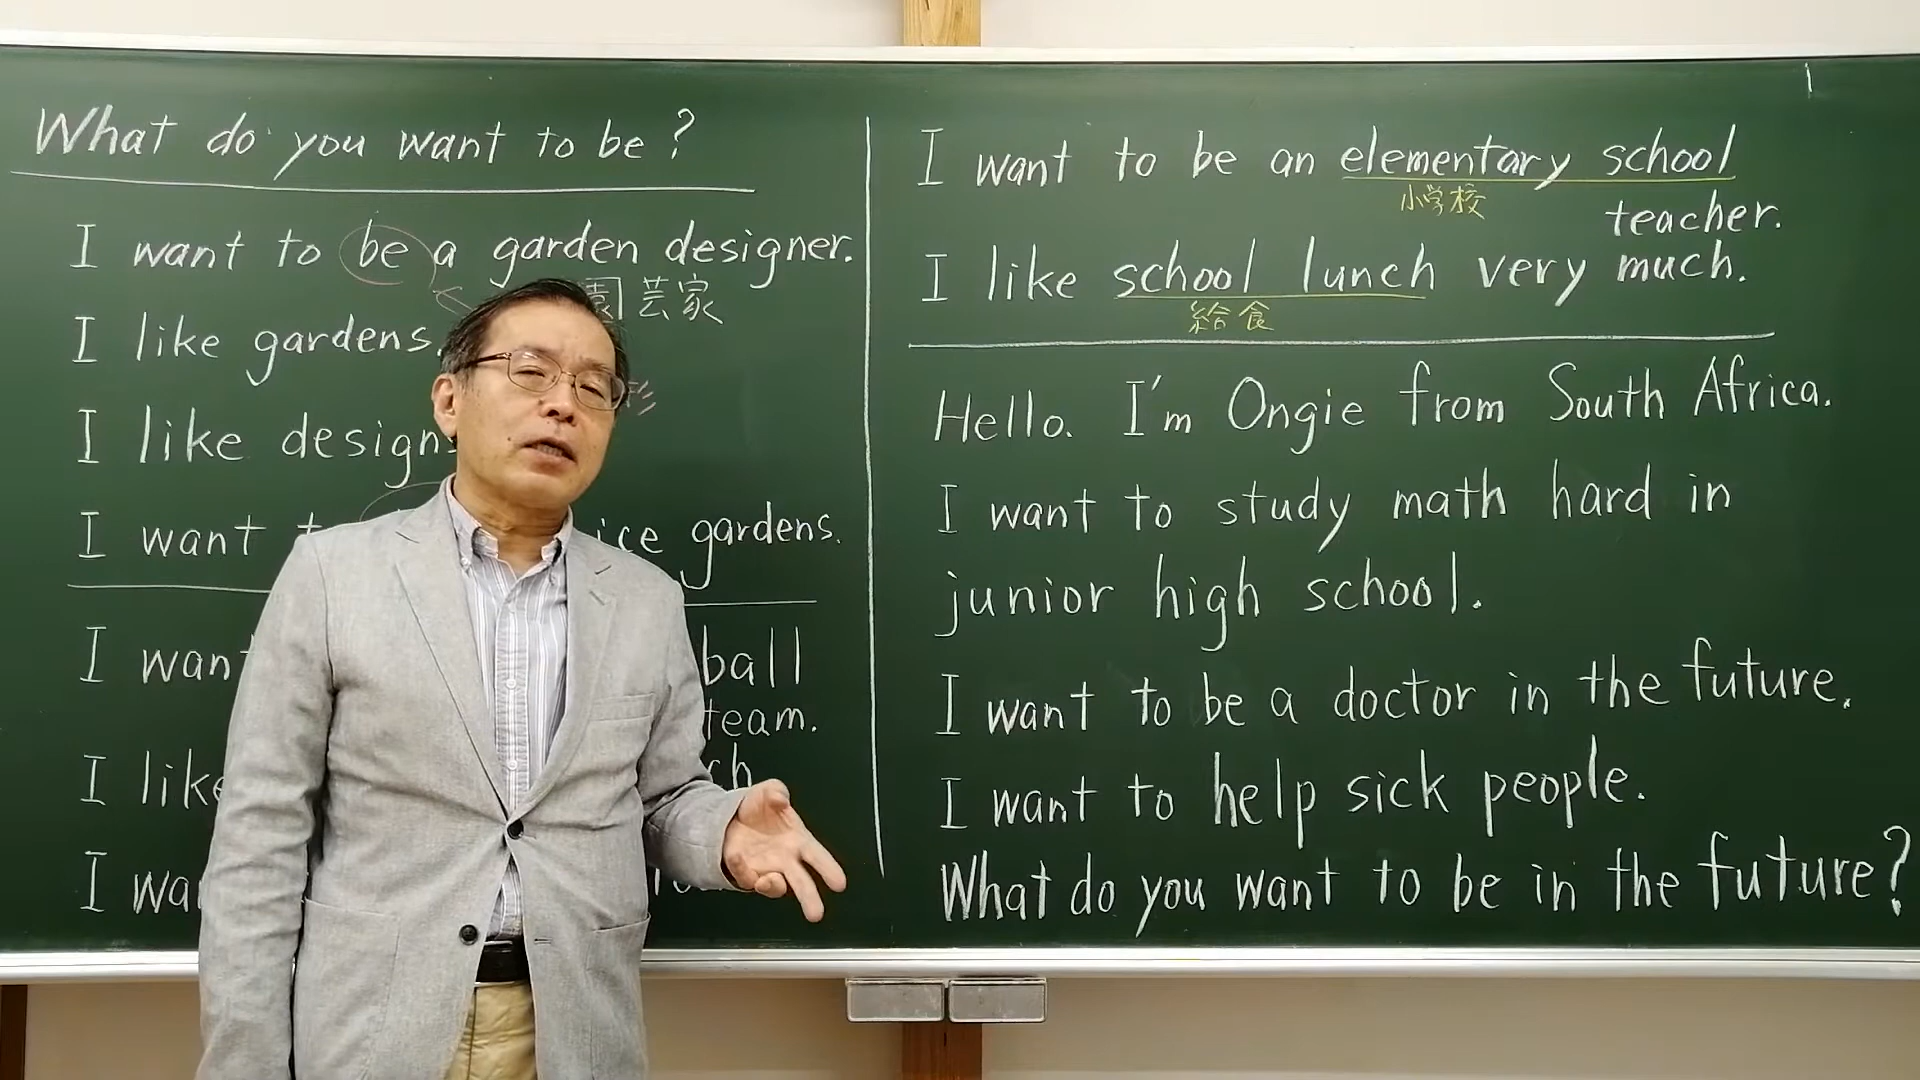 What do you want to be?
I want to be a garden designer.
園芸家
I like gardens.
I like design
I want ice gardens.
I want ball
team.
I like ch
I wa
I want to be an elementary school
小学校
teacher.
I like school lunch very much.
給食
Hello. I'm Ongie from South Africa.
I want to study math hard in
junior high school.
I want to be a doctor in the future.
I want to help sick people.
What do you want to be in the future?